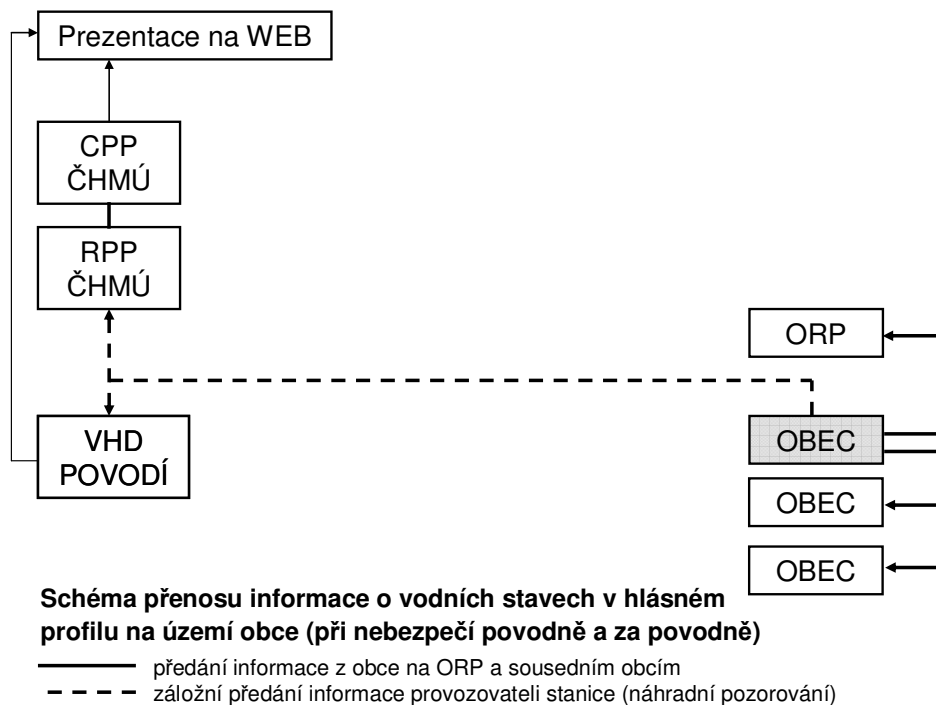 Prezentace na WEB
CPP
ČHMÚ
RPP
ČHMÚ
ORP
VHD
POVODÍ
OBEC
OBEC
OBEC
Schéma přenosu informace o vodních stavech v hlásném
profilu na území obce (při nebezpečí povodně a za povodně)
předání informace z obce na ORP a sousedním obcím
záložní předání informace provozovateli stanice (náhradní pozorování)